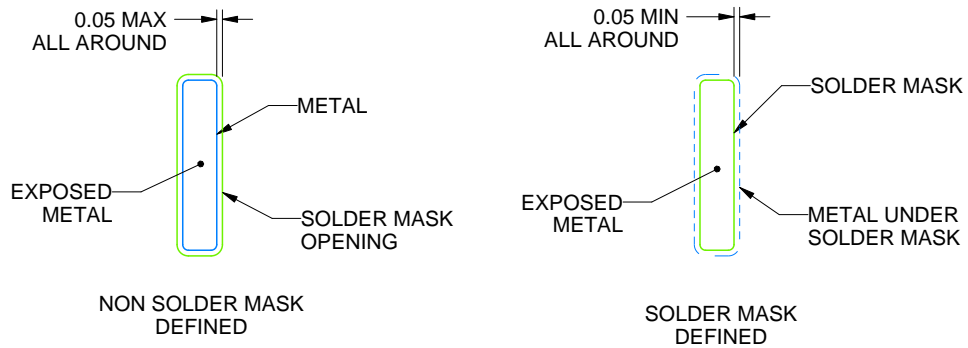 0.05 MAX
ALL AROUND
METAL
EXPOSED
METAL
SOLDER MASK
OPENING
NON SOLDER MASK
DEFINED
0.05 MIN
ALL AROUND
SOLDER MASK
EXPOSED
METAL
METAL UNDER
SOLDER MASK
SOLDER MASK
DEFINED